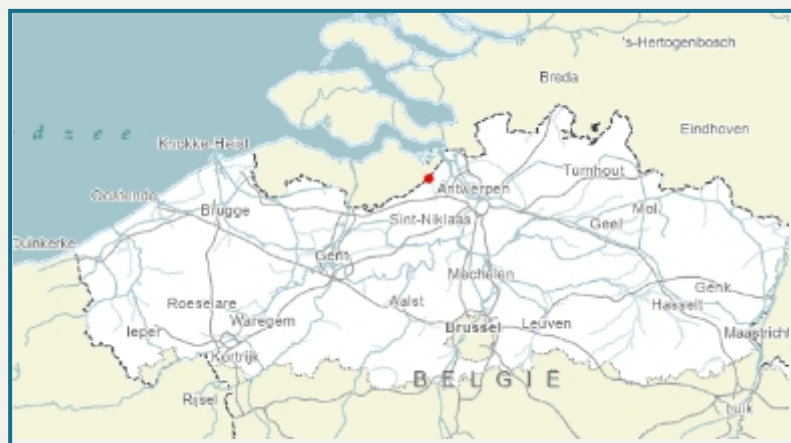 's-Hertogenbosch
Breda
dzee
Eindhoven
Knokke-Heist
Turnhout
Antwerpen
Oostende
Mol
Brugge
Sint-Niklaas
Geel
Duinkerke
Gent
Mechelen
Genk
Roeselare
Aalst
Hasselt
Waregem
Ieper
Brussel
Leuven
Maastricht
Kortrijk
BELGIË
Rijsel
Luik